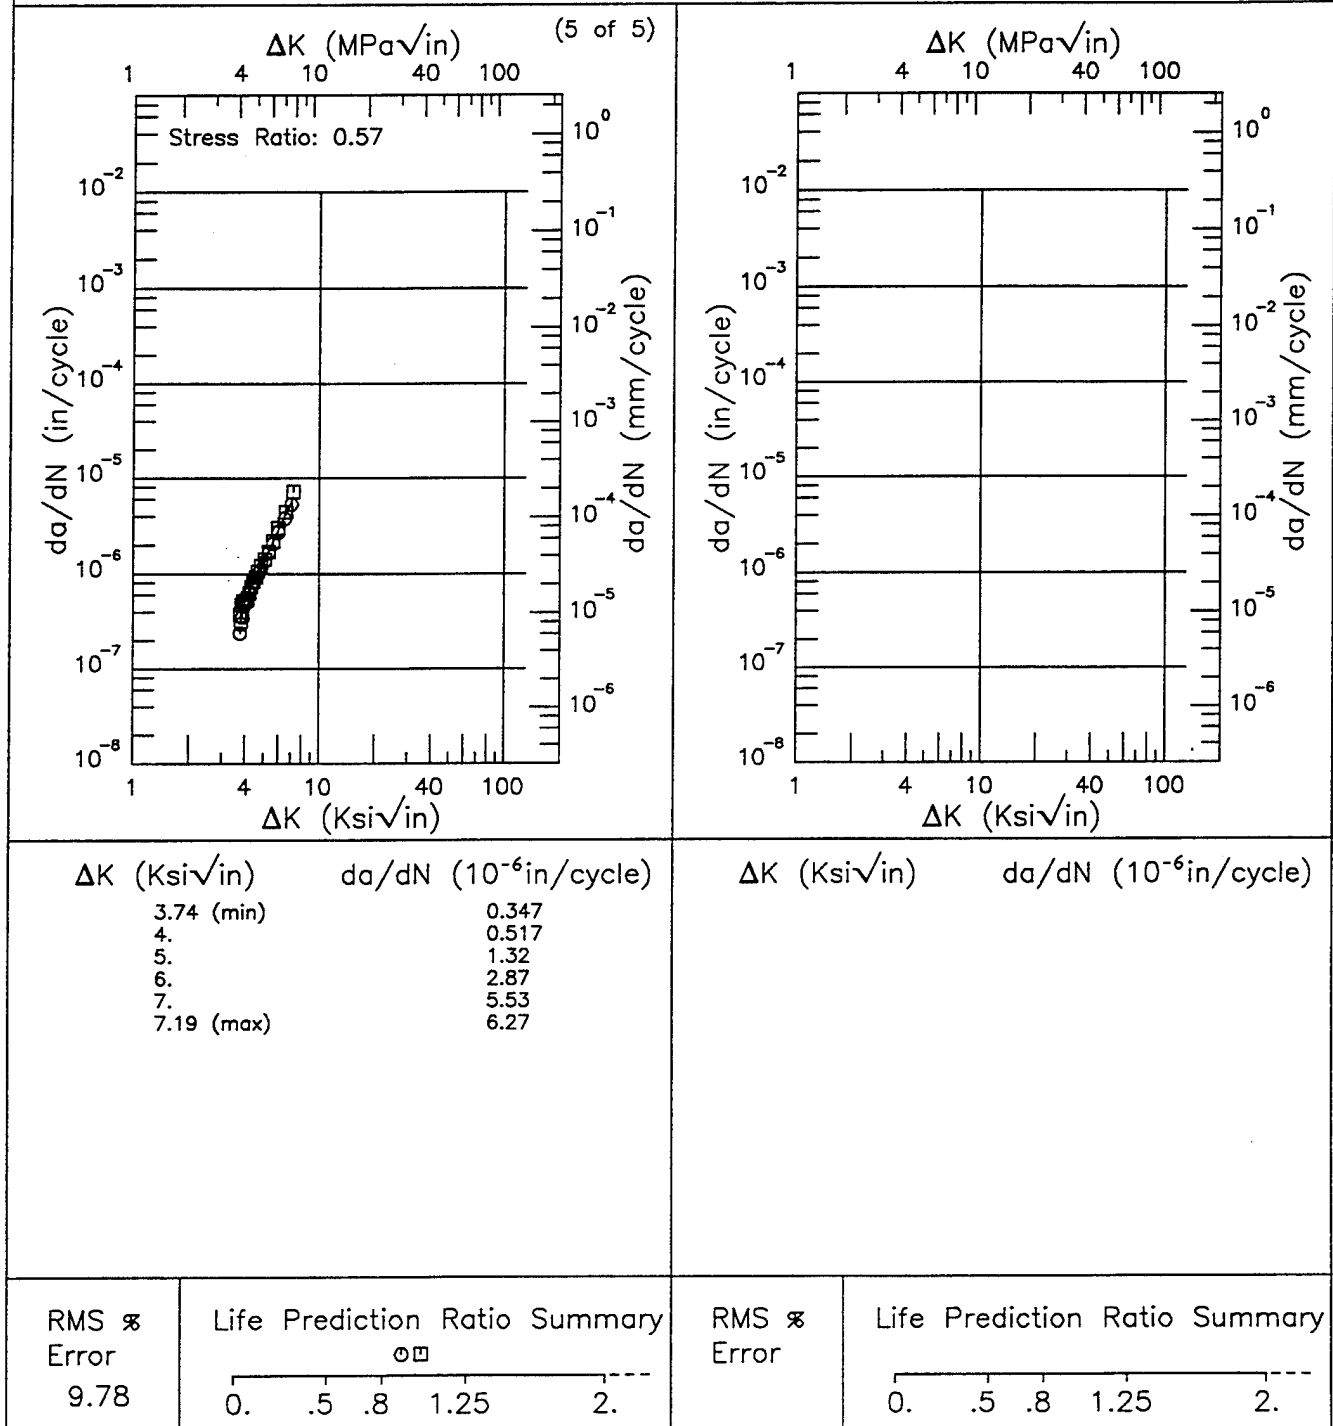 (5 of 5)
ΔK (MPa√in)
1 4 10 40 100
Stress Ratio: 0.57
da/dN (in/cycle)
10⁻²
10⁻³
10⁻⁴
10⁻⁵
10⁻⁶
10⁻⁷
10⁻⁸
10⁰
10⁻¹
10⁻²
10⁻³
10⁻⁴
10⁻⁵
10⁻⁶
da/dN (mm/cycle)
1 4 10 40 100
ΔK (Ksi√in)
ΔK (MPa√in)
1 4 10 40 100
da/dN (in/cycle)
10⁻²
10⁻³
10⁻⁴
10⁻⁵
10⁻⁶
10⁻⁷
10⁻⁸
10⁰
10⁻¹
10⁻²
10⁻³
10⁻⁴
10⁻⁵
10⁻⁶
da/dN (mm/cycle)
1 4 10 40 100
ΔK (Ksi√in)
ΔK (Ksi√in) da/dN (10⁻⁶in/cycle)
3.74 (min) 0.347
4. 0.517
5. 1.32
6. 2.87
7. 5.53
7.19 (max) 6.27
ΔK (Ksi√in) da/dN (10⁻⁶in/cycle)
RMS %
Error
9.78
Life Prediction Ratio Summary
0. .5 .8 1.25 2.
RMS %
Error
Life Prediction Ratio Summary
0. .5 .8 1.25 2.